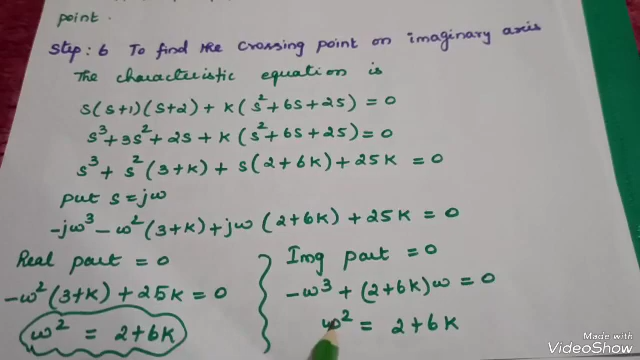 point.
Step: 6 To find the crossing point on imaginary axis
The characteristic equation is
s(s+1)(s+2) + k(s²+6s+25) = 0
s³+3s²+2s+k(s²+6s+25)=0
s³ + s²(3+k) + s(2+6k) + 25k = 0
put s=jω
-jω³ - ω²(3+k) + jω(2+6k) + 25k = 0
Real part = 0
-ω²(3+k) + 25k = 0
ω² = 2+6k
Img part = 0
-ω³ + (2+6k)ω = 0
ω² = 2+6k
Made with
VideoShow